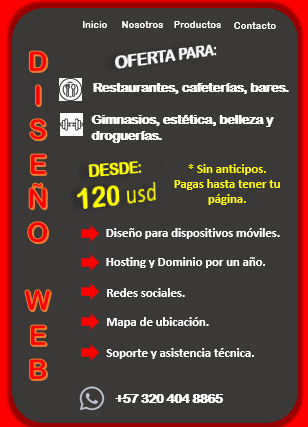 Inicio Nosotros Productos Contacto
OFERTA PARA:
DISEÑO WEB
Restaurantes, cafeterías, bares.
Gimnasios, estética, belleza y
droguerías.
DESDE:
120 usd
* Sin anticipos.
Pagas hasta tener tu
página.
Diseño para dispositivos móviles.
Hosting y Dominio por un año.
Redes sociales.
Mapa de ubicación.
Soporte y asistencia técnica.
+57 320 404 8865